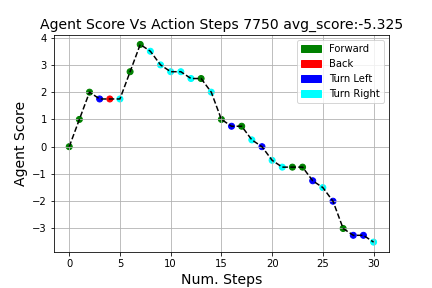 Agent Score Vs Action Steps 7750 avg_score:-5.325
Agent Score
4
3
2
1
0
−1
−2
−3
Forward
Back
Turn Left
Turn Right
0 5 10 15 20 25 30
Num. Steps